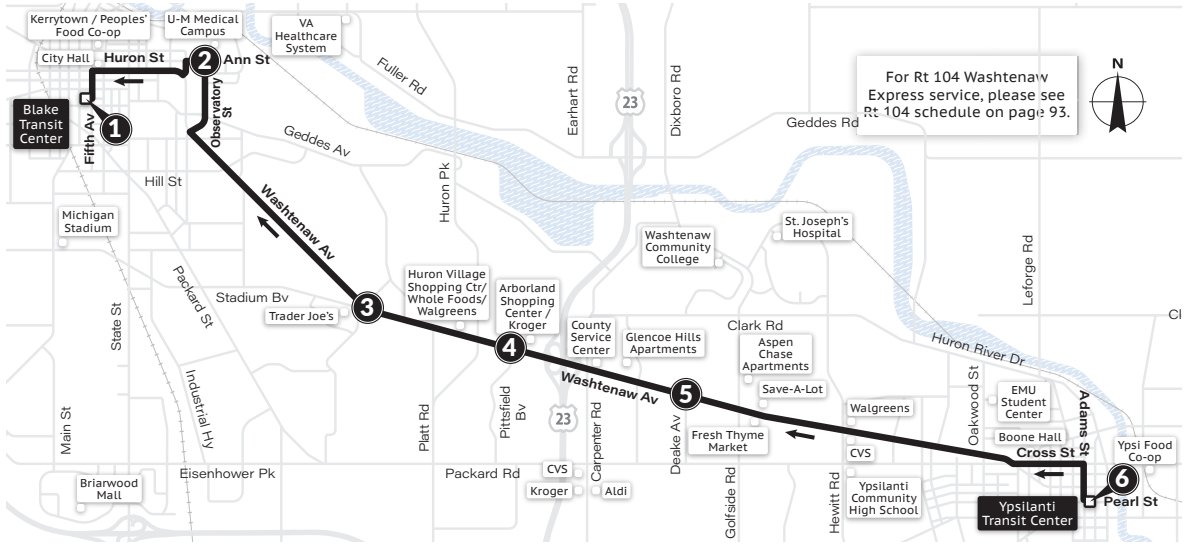 Kerrytown / Peoples'
Food Co-op
U-M Medical
Campus
VA
Healthcare
System
City Hall
Huron St
2
Ann St
Fuller Rd
Earhart Rd
23
Dixboro Rd
For Rt 104 Washtenaw
Express service, please see
Rt 104 schedule on page 93.
N
Blake
Transit
Center
Fifth Av
1
Observatory
St
Geddes Av
Geddes Rd
Hill St
Huron Pk
Washtenaw Av
Michigan
Stadium
Washtenaw
Community
College
St. Joseph's
Hospital
Leforge Rd
Packard St
State St
Stadium Bv
Trader Joe's
3
Huron Village
Shopping Ctr/
Whole Foods/
Walgreens
Arborland
Shopping
Center /
Kroger
4
County
Service
Center
Glencoe Hills
Apartments
Clark Rd
Cl
Aspen
Chase
Apartments
Huron River Dr
Washtenaw Av
5
Save-A-Lot
Walgreens
Oakwood St
EMU
Student
Center
Adams St
Industrial Hy
Main St
Platt Rd
Pittsfield
Bv
23
Carpenter Rd
Deake Av
Fresh Thyme
Market
Boone Hall
Cross St
CVS
Ypsi Food
Co-op
Eisenhower Pk
Packard Rd
CVS
Kroger
Aldi
Briarwood
Mall
Golfside Rd
Hewitt Rd
Ypsilanti
Community
High School
Ypsilanti
Transit Center
6
Pearl St